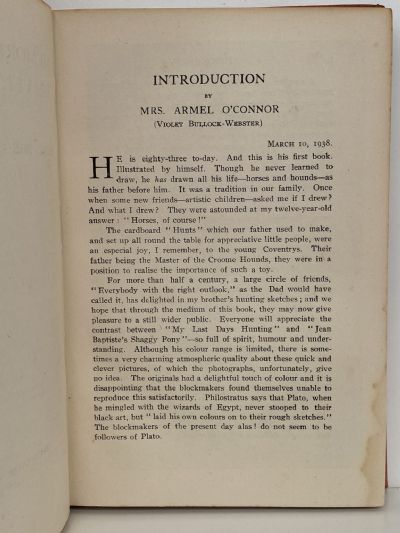 INTRODUCTION
BY
MRS. ARMEL O'CONNOR
(VIOLET BULLOCK-WEBSTER)
MARCH 10, 1938.
HE is eighty-three to-day. And this is his first book.
Illustrated by himself. Though he never learned to
draw, he has drawn all his life—horses and hounds—as
his father before him. It was a tradition in our family. Once
when some new friends—artistic children—asked me if I drew?
And what I drew? They were astounded at my twelve-year-old
answer: "Horses, of course!"
The cardboard "Hunts" which our father used to make,
and set up all round the table for appreciative little people, were
an especial joy, I remember, to the young Coventrys. Their
father being the Master of the Croome Hounds, they were in a
position to realise the importance of such a toy.
For more than half a century, a large circle of friends,
"Everybody with the right outlook," as the Dad would have
called it, has delighted in my brother's hunting sketches; and we
hope that through the medium of this book, they may now give
pleasure to a still wider public. Everyone will appreciate the
contrast between "My Last Days Hunting" and "Jean
Baptiste's Shaggy Pony"—so full of spirit, humour and under-
standing. Although his colour range is limited, there is some-
times a very charming atmospheric quality about these quick and
clever pictures, of which the photographs, unfortunately, give
no idea. The originals had a delightful touch of colour and it is
disappointing that the blockmakers found themselves unable to
reproduce this satisfactorily. Philostratus says that Plato, when
he mingled with the wizards of Egypt, never stooped to their
black art, but "laid his own colours on to their rough sketches."
The blockmakers of the present day alas! do not seem to be
followers of Plato.